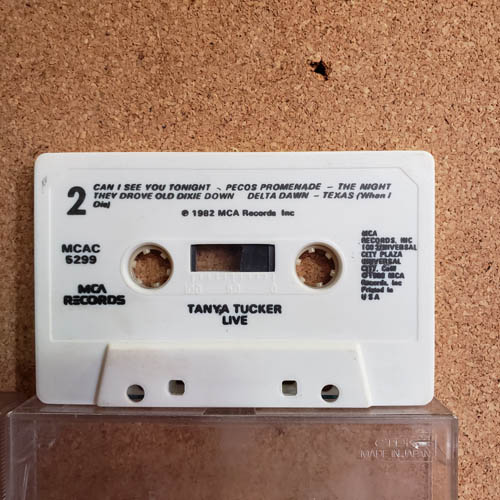 2
CAN I SEE YOU TONIGHT - PECOS PROMENADE - THE NIGHT
THEY DROVE OLD DIXIE DOWN DELTA DAWN - TEXAS (When I
Die)
℗ 1982 MCA Records Inc
MCAC
5299
MCA
RECORDS
TANYA TUCKER
LIVE
MCA
RECORDS, INC
100 UNIVERSAL
CITY PLAZA
UNIVERSAL
CITY, Calif
MCA
Records, Inc
Printed in
U S A
50 0
MADE IN JAPAN